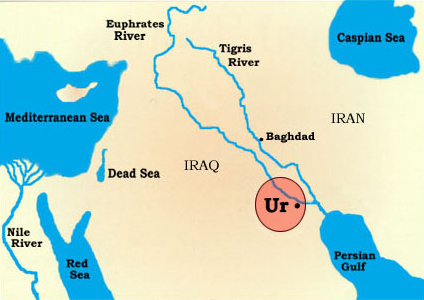 Euphrates
River
Caspian Sea
Tigris
River
Mediterranean Sea
IRAN
Baghdad
Dead Sea
IRAQ
Ur
Nile
River
Red
Sea
Persian
Gulf